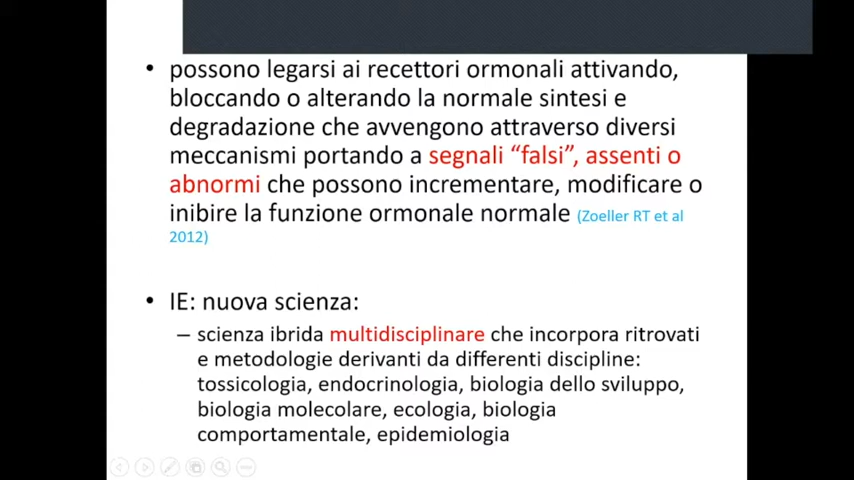 • possono legarsi ai recettori ormonali attivando,
bloccando o alterando la normale sintesi e
degradazione che avvengono attraverso diversi
meccanismi portando a segnali “falsi”, assenti o
abnormi che possono incrementare, modificare o
inibire la funzione ormonale normale (Zoeller RT et al
2012)
• IE: nuova scienza:
– scienza ibrida multidisciplinare che incorpora ritrovati
e metodologie derivanti da differenti discipline:
tossicologia, endocrinologia, biologia dello sviluppo,
biologia molecolare, ecologia, biologia
comportamentale, epidemiologia